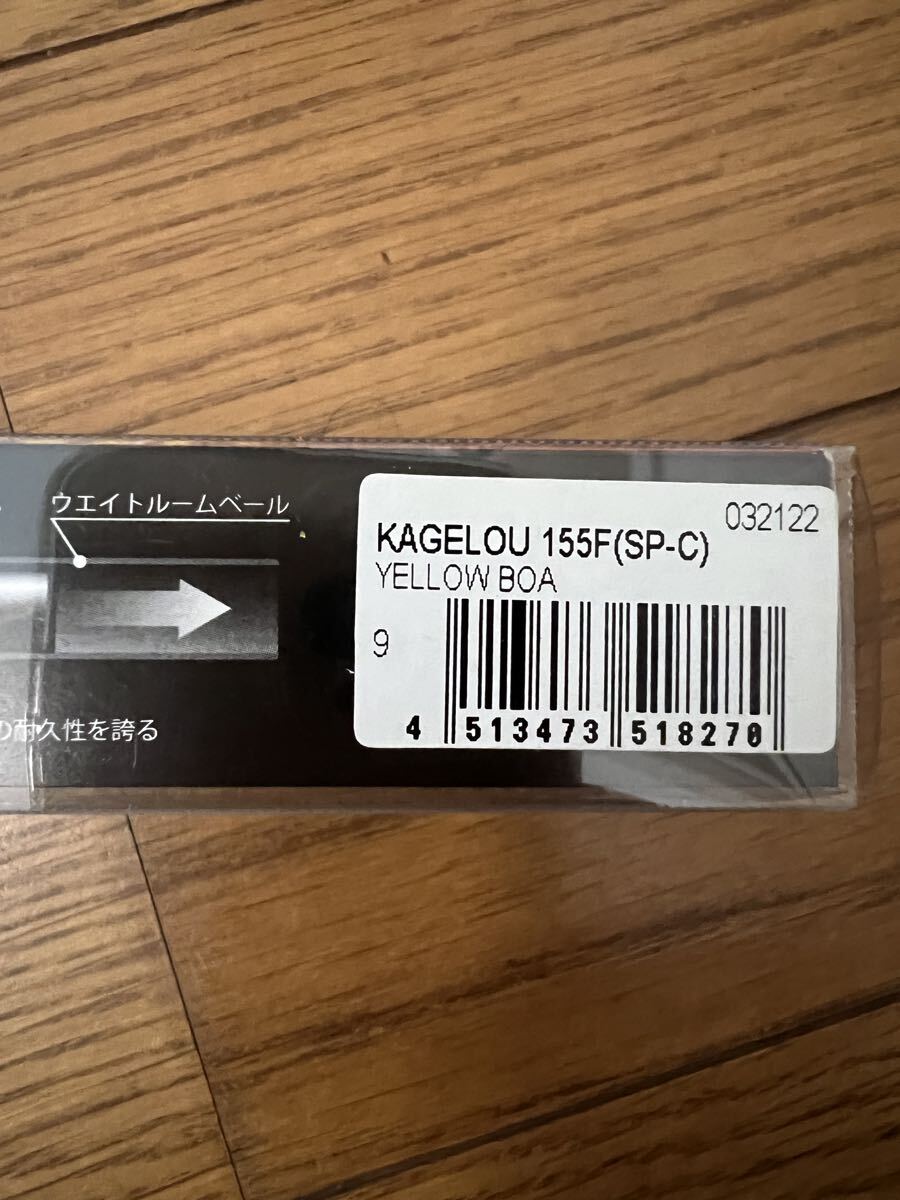 ウエイトルームベール
の耐久性を誇る
032122
KAGELOU 155F(SP-C)
YELLOW BOA
9
4 513473 518270